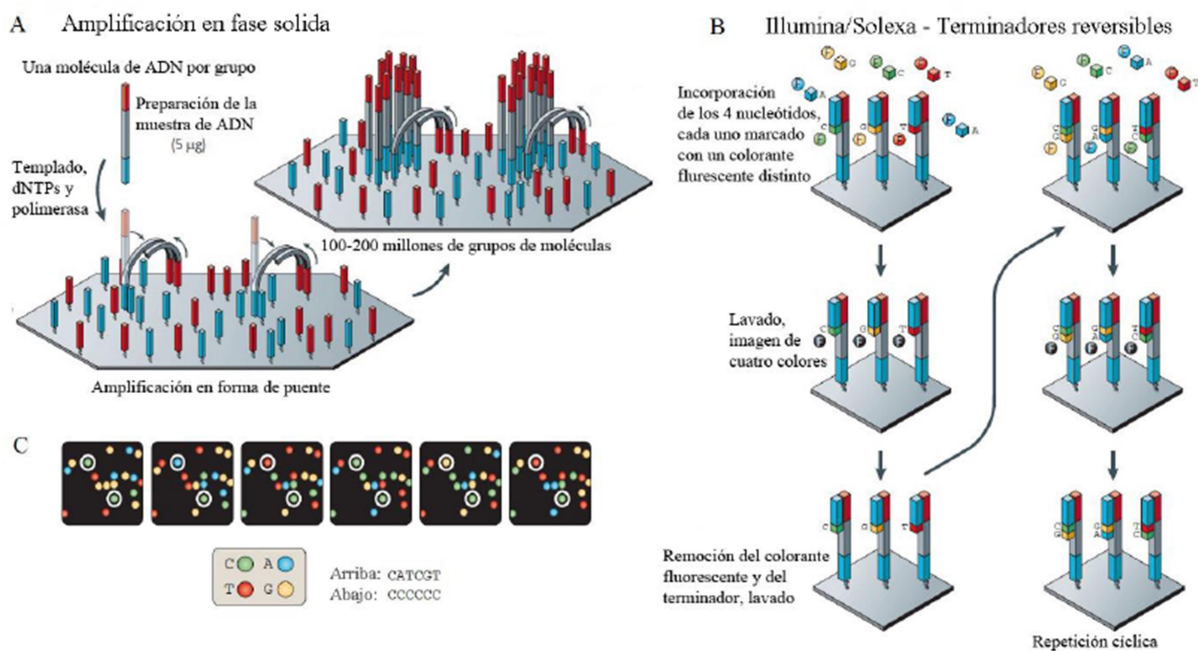 A Amplificación en fase solida
Una molécula de ADN por grupo
Preparación de la
muestra de ADN
(5 µg)
Templado,
dNTPs y
polimerasa
100-200 millones de grupos de moléculas
Amplificación en forma de puente
B Illumina/Solexa - Terminadores reversibles
F G F C F T
F A
Incorporación
de los 4 nucleótidos,
cada uno marcado
con un colorante
flurescente distinto
C G T
F F F
F A
F G F C F A F T
F F F
Lavado,
imagen de
cuatro colores
C G T
F F F
F F F
Remoción del colorante
fluorescente y del
terminador, lavado
C G T
C G T
G A C
Repetición cíclica
C
C A
T G
Arriba: CATCGT
Abajo: CCCCCC